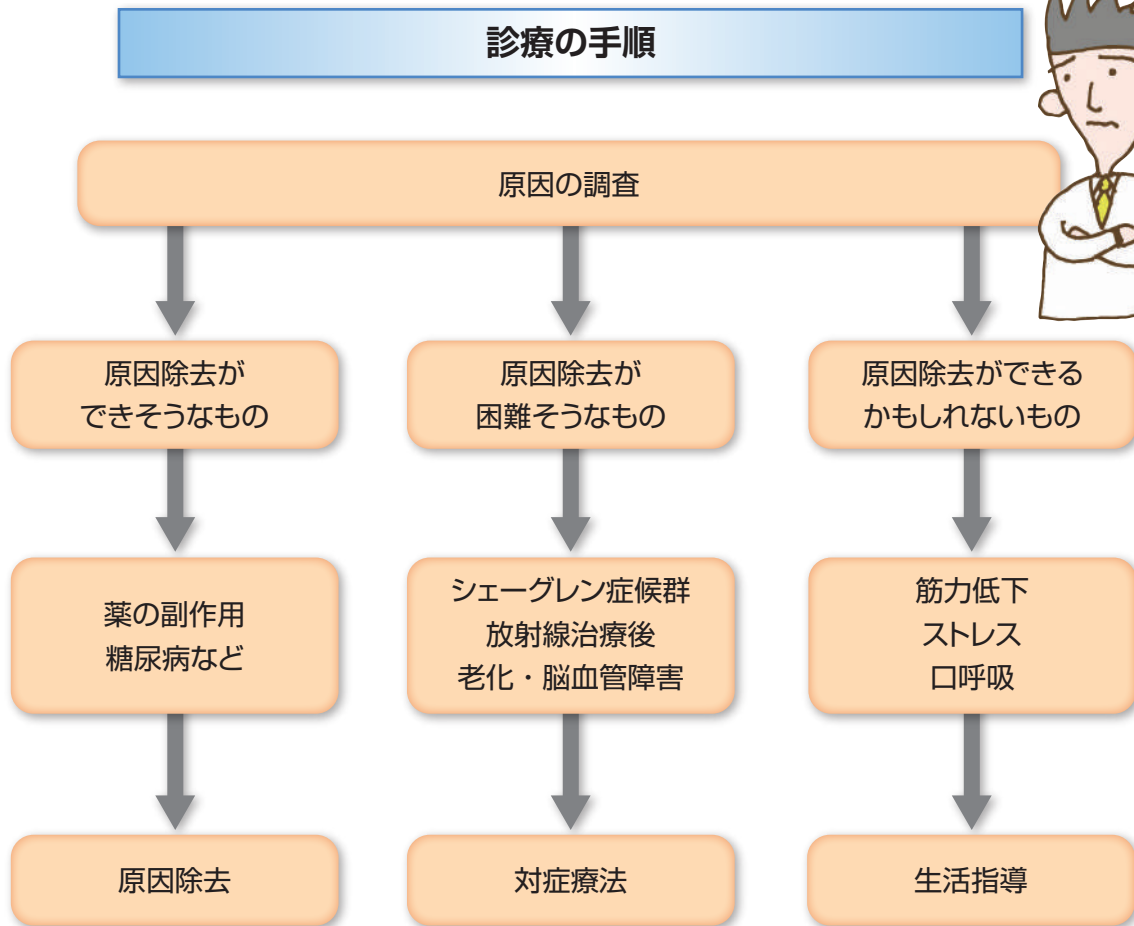 診療の手順
原因の調査
原因除去が
できそうなもの
原因除去が
困難そうなもの
原因除去ができる
かもしれないもの
薬の副作用
糖尿病など
シェーグレン症候群
放射線治療後
老化・脳血管障害
筋力低下
ストレス
口呼吸
原因除去
対症療法
生活指導